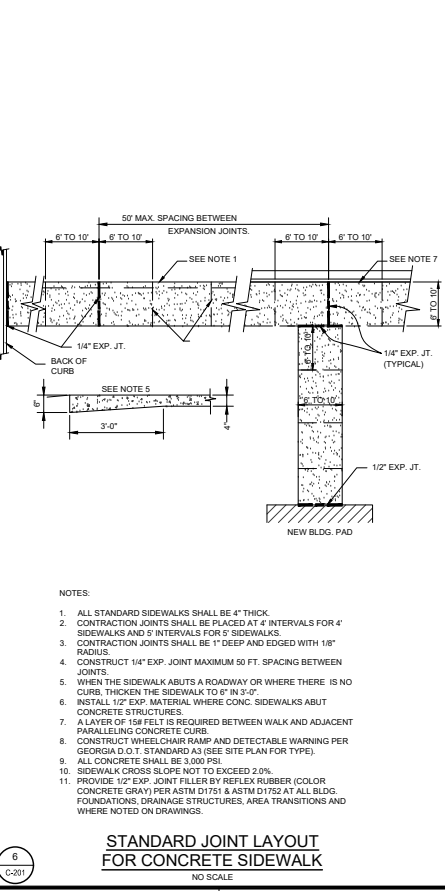 50' MAX. SPACING BETWEEN
EXPANSION JOINTS.
6' TO 10' 6' TO 10' 6' TO 10' 6' TO 10'
SEE NOTE 1
SEE NOTE 7
6' TO 10'
1/4" EXP. JT.
BACK OF
CURB
6' TO 10'
1/4" EXP. JT.
(TYPICAL)
SEE NOTE 5
6"
4"
3'-0"
6' TO 10'
1/2" EXP. JT.
NEW BLDG. PAD
NOTES:
1. ALL STANDARD SIDEWALKS SHALL BE 4" THICK.
2. CONTRACTION JOINTS SHALL BE PLACED AT 4' INTERVALS FOR 4'
SIDEWALKS AND 5' INTERVALS FOR 5' SIDEWALKS.
3. CONTRACTION JOINTS SHALL BE 1" DEEP AND EDGED WITH 1/8"
RADIUS.
4. CONSTRUCT 1/4" EXP. JOINT MAXIMUM 50 FT. SPACING BETWEEN
JOINTS.
5. WHEN THE SIDEWALK ABUTS A ROADWAY OR WHERE THERE IS NO
CURB, THICKEN THE SIDEWALK TO 6" IN 3'-0".
6. INSTALL 1/2" EXP. MATERIAL WHERE CONC. SIDEWALKS ABUT
CONCRETE STRUCTURES.
7. A LAYER OF 15# FELT IS REQUIRED BETWEEN WALK AND ADJACENT
PARALLELING CONCRETE CURB.
8. CONSTRUCT WHEELCHAIR RAMP AND DETECTABLE WARNING PER
GEORGIA D.O.T. STANDARD A3 (SEE SITE PLAN FOR TYPE).
9. ALL CONCRETE SHALL BE 3,000 PSI.
10. SIDEWALK CROSS SLOPE NOT TO EXCEED 2.0%.
11. PROVIDE 1/2" EXP. JOINT FILLER BY REFLEX RUBBER (COLOR
CONCRETE GRAY) PER ASTM D1751 & ASTM D1752 AT ALL BLDG.
FOUNDATIONS, DRAINAGE STRUCTURES, AREA TRANSITIONS AND
WHERE NOTED ON DRAWINGS.
6
C-201
STANDARD JOINT LAYOUT
FOR CONCRETE SIDEWALK
NO SCALE